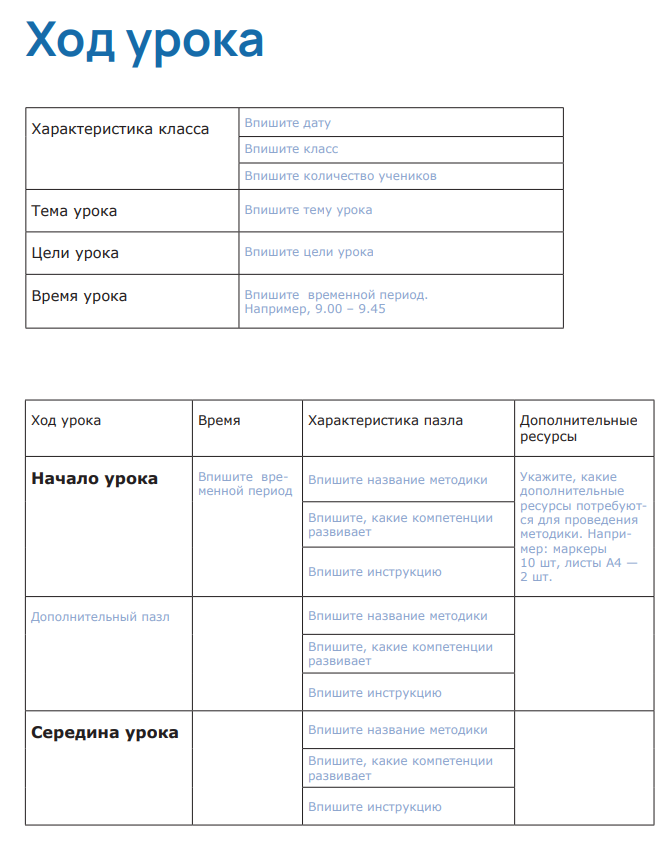 Ход урока
Характеристика класса
Впишите дату
Впишите класс
Впишите количество учеников
Тема урока
Впишите тему урока
Цели урока
Впишите цели урока
Время урока
Впишите временной период.
Например, 9.00 – 9.45
Ход урока
Время
Характеристика пазла
Дополнительные
ресурсы
Начало урока
Впишите вре-
менной период
Впишите название методики
Впишите, какие компетенции
развивает
Впишите инструкцию
Укажите, какие
дополнительные
ресурсы потребуют-
ся для проведения
методики. Напри-
мер: маркеры
10 шт, листы А4 —
2 шт.
Дополнительный пазл
Впишите название методики
Впишите, какие компетенции
развивает
Впишите инструкцию
Середина урока
Впишите название методики
Впишите, какие компетенции
развивает
Впишите инструкцию